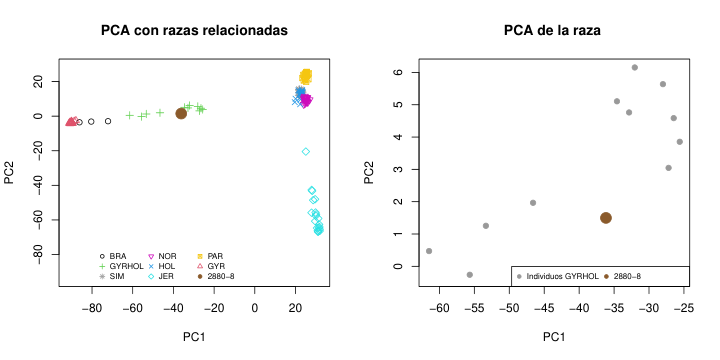 PCA con razas relacionadas
PC2
20
0
−20
−40
−60
−80
−80
−60
−40
−20
0
20
PC1
BRA
GYRHOL
SIM
NOR
HOL
JER
PAR
GYR
2880−8
PCA de la raza
PC2
6
5
4
3
2
1
0
−60
−55
−50
−45
−40
−35
−30
−25
PC1
Individuos GYRHOL
2880−8